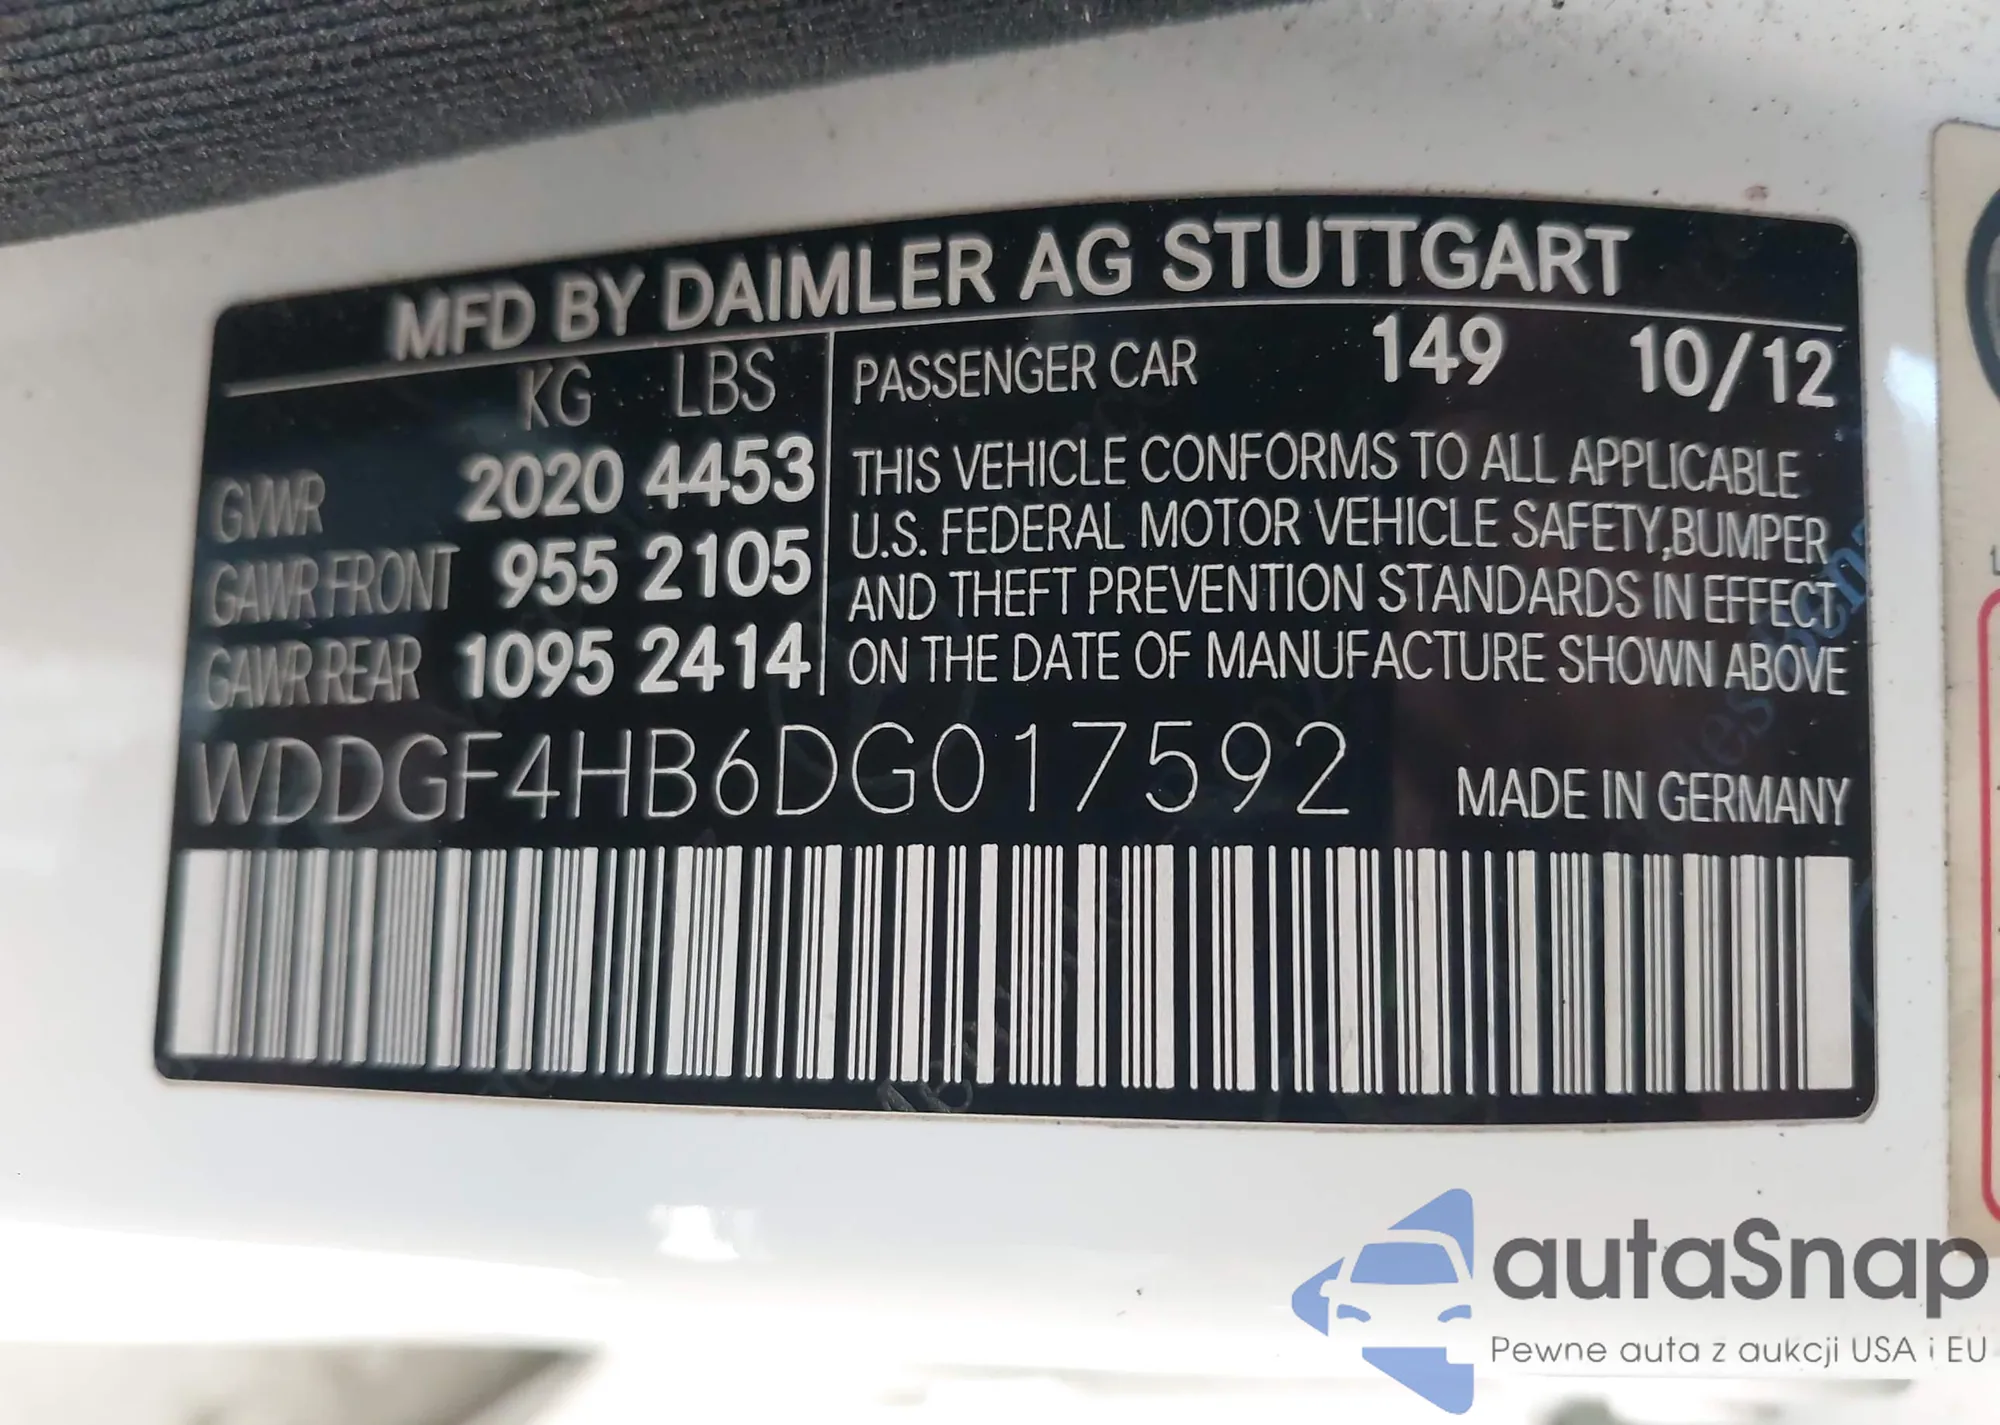 MFD BY DAIMLER AG STUTTGART
KG LBS
GVWR 2020 4453
GAWR FRONT 955 2105
GAWR REAR 1095 2414
PASSENGER CAR 149 10/12
THIS VEHICLE CONFORMS TO ALL APPLICABLE
U.S. FEDERAL MOTOR VEHICLE SAFETY,BUMPER
AND THEFT PREVENTION STANDARDS IN EFFECT
ON THE DATE OF MANUFACTURE SHOWN ABOVE
WDDGF4HB6DG017592
MADE IN GERMANY
autaSnap
Pewne auta z aukcji USA i EU